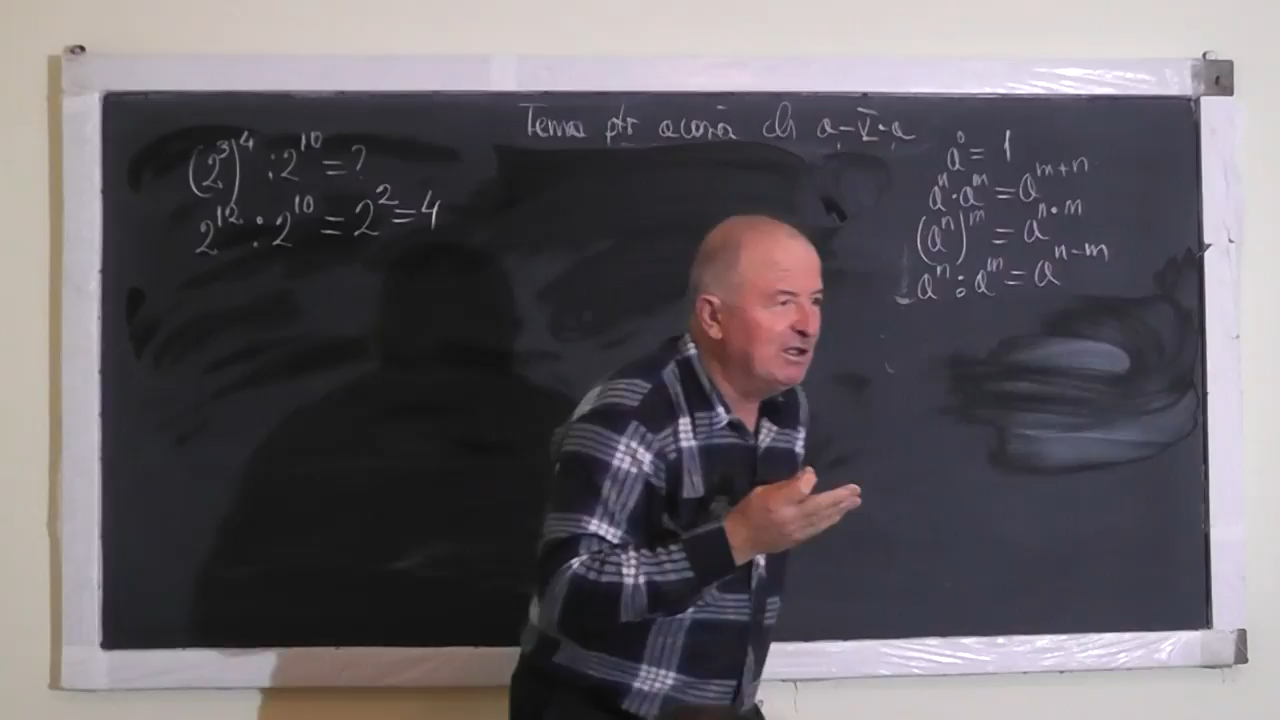 Tema ptr acasă cls a-V-a
(2³)⁴ : 2¹⁰ = ?
2¹² : 2¹⁰ = 2² = 4
a⁰ = 1
aⁿ · aᵐ = aᵐ⁺ⁿ
(aⁿ)ᵐ = aⁿ·ᵐ
aⁿ : aᵐ = aⁿ⁻ᵐ